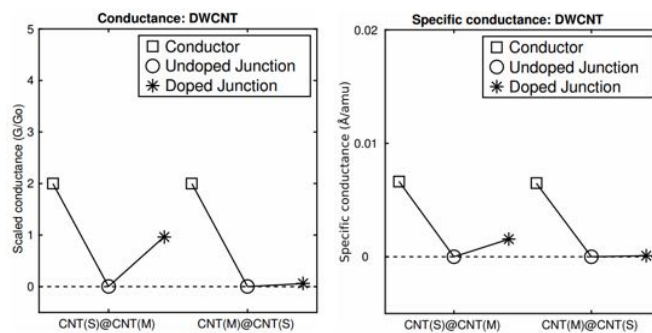 Conductance: DWCNT
Scaled conductance (G/Go)
5
4
3
2
1
0
Conductor
Undoped Junction
Doped Junction
CNT(S)@CNT(M)
CNT(M)@CNT(S)
Specific conductance: DWCNT
Specific conductance (Å/amu)
0.02
0.01
0
Conductor
Undoped Junction
Doped Junction
CNT(S)@CNT(M)
CNT(M)@CNT(S)